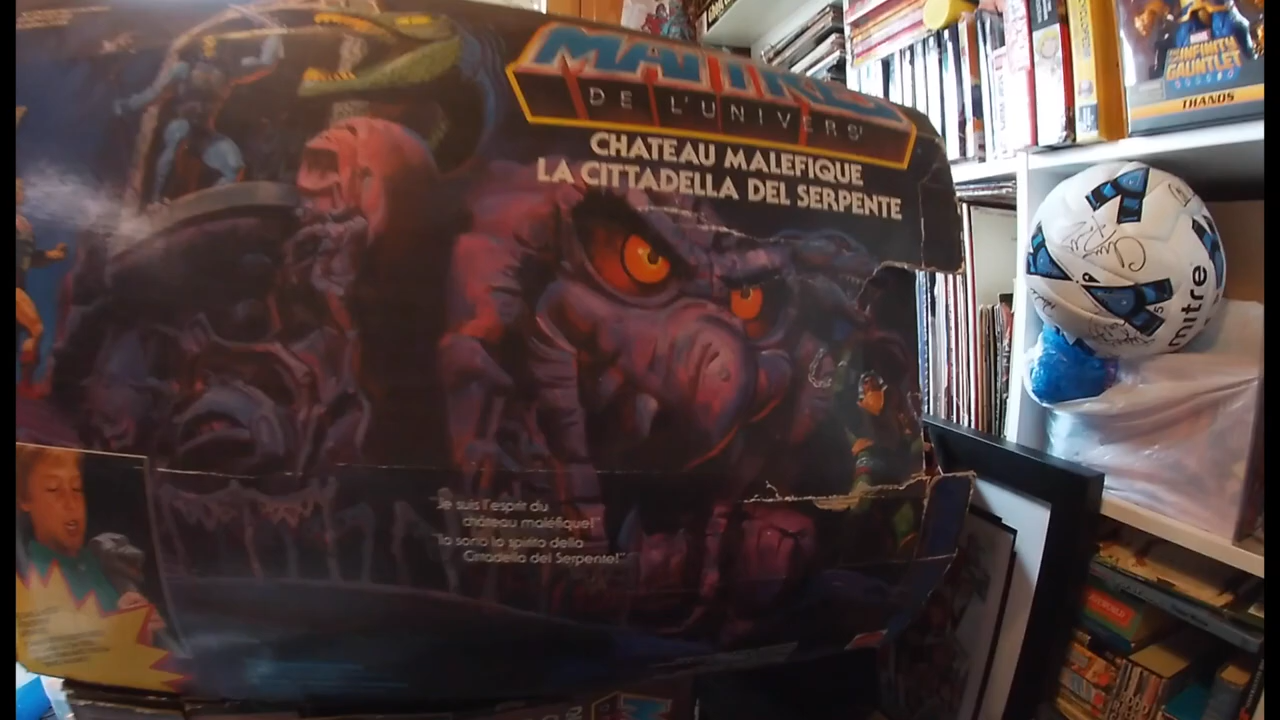 MAITRES
DE L'UNIVERS
CHATEAU MALEFIQUE
LA CITTADELLA DEL SERPENTE
"Je suis l'esprit du
château maléfique!"
"Io sono lo spirito della
Cittadella del Serpente!"
MARVEL
INFINITY
GAUNTLET
THANOS
mitre